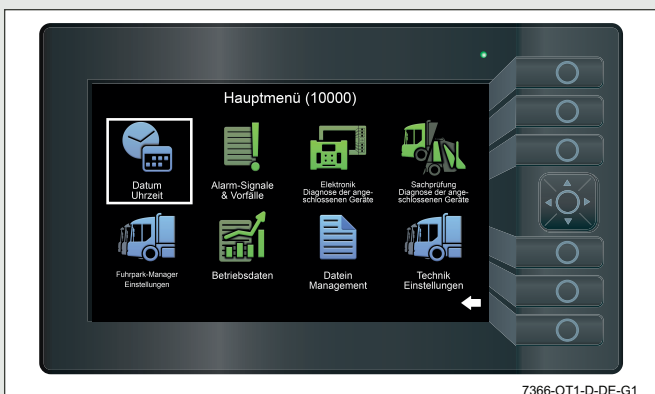 Hauptmenü (10000)
Datum
Uhrzeit
Alarm-Signale
& Vorfälle
Elektronik
Diagnose der ange-
schlossenen Geräte
Sachprüfung
Diagnose der ange-
schlossenen Geräte
Fuhrpark-Manager
Einstellungen
Betriebsdaten
Datein
Management
Technik
Einstellungen
7366-OT1-D-DE-G1